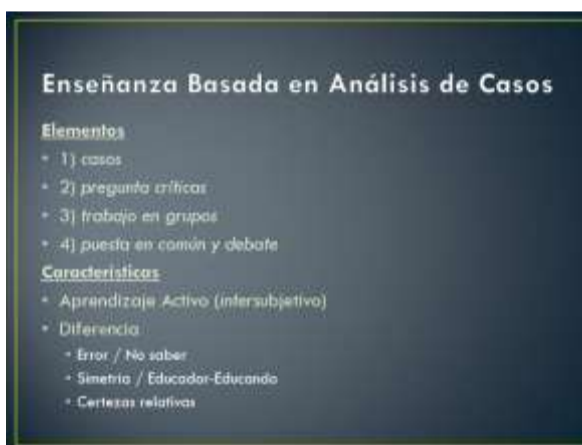 Enseñanza Basada en Análisis de Casos
Elementos
• 1) casos
• 2) pregunta críticas
• 3) trabajo en grupos
• 4) puesta en común y debate
Características
• Aprendizaje Activo (intersubjetivo)
• Diferencia
• Error / No saber
• Simetría / Educador-Educando
• Certezas relativas